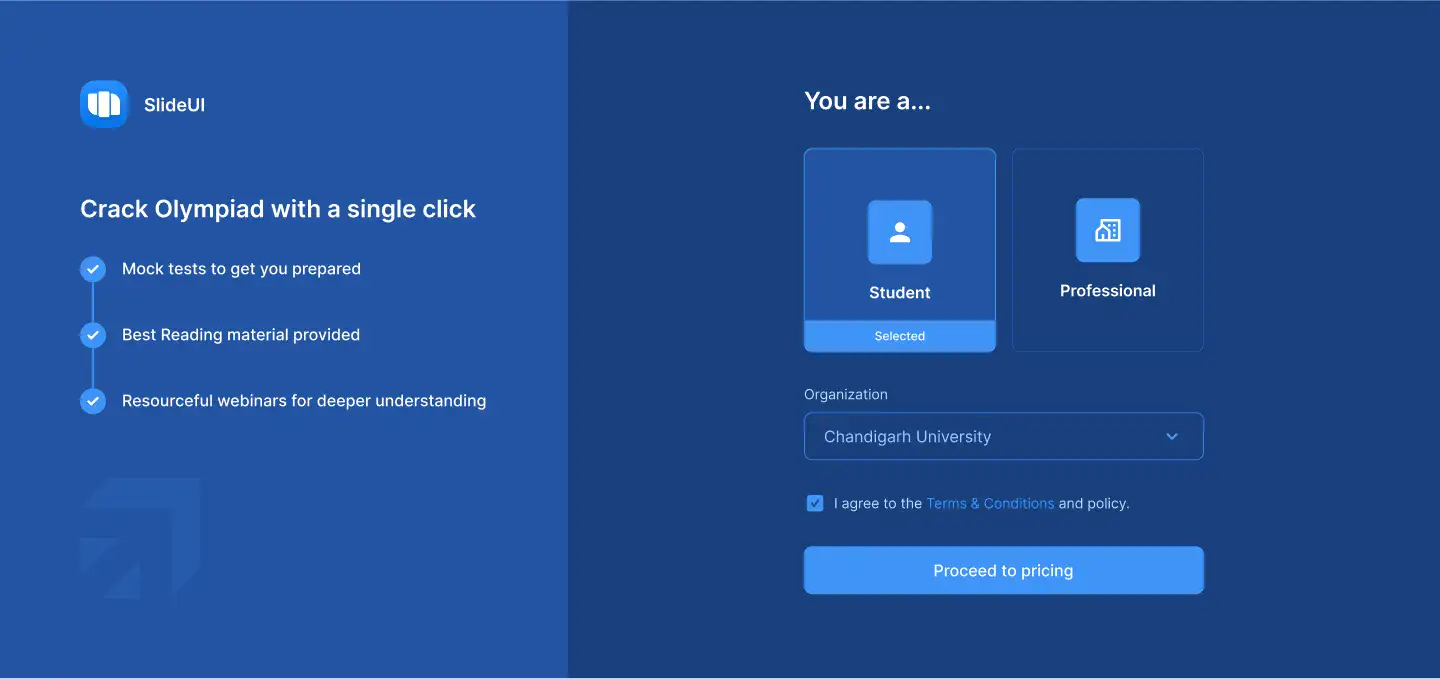 SlideUI
Crack Olympiad with a single click
Mock tests to get you prepared
Best Reading material provided
Resourceful webinars for deeper understanding
You are a...
Student
Selected
Professional
Organization
Chandigarh University
I agree to the Terms & Conditions and policy.
Proceed to pricing